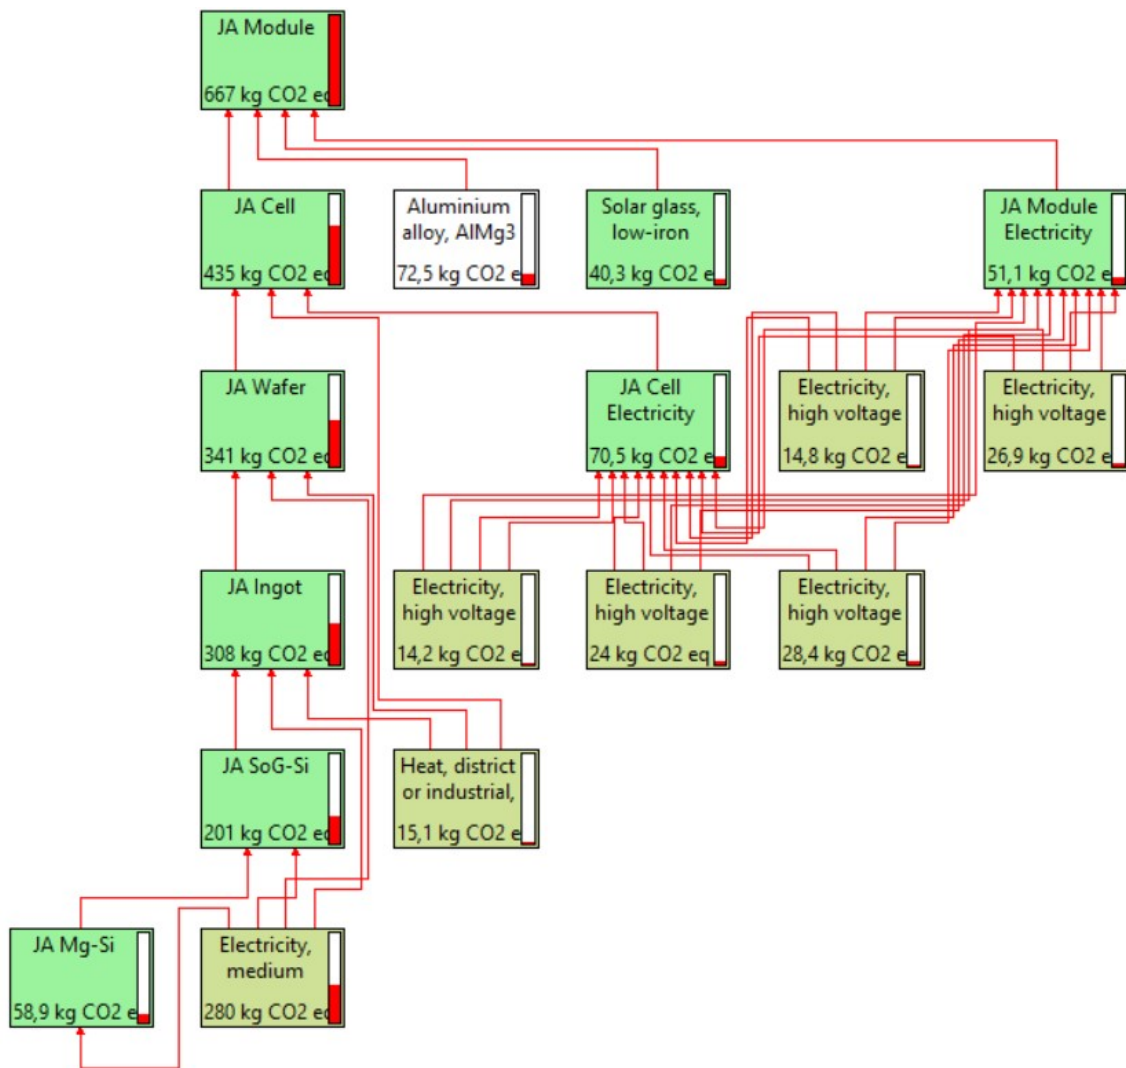 JA Module
667 kg CO2 eq
JA Cell
435 kg CO2 eq
Aluminium
alloy, AlMg3
72,5 kg CO2 e
Solar glass,
low-iron
40,3 kg CO2 e
JA Module
Electricity
51,1 kg CO2 e
JA Wafer
341 kg CO2 eq
JA Cell
Electricity
70,5 kg CO2 e
Electricity,
high voltage
14,8 kg CO2 e
Electricity,
high voltage
26,9 kg CO2 e
JA Ingot
308 kg CO2 eq
Electricity,
high voltage
14,2 kg CO2 e
Electricity,
high voltage
24 kg CO2 eq
Electricity,
high voltage
28,4 kg CO2 e
JA SoG-Si
201 kg CO2 eq
Heat, district
or industrial,
15,1 kg CO2 e
JA Mg-Si
58,9 kg CO2 e
Electricity,
medium
280 kg CO2 eq